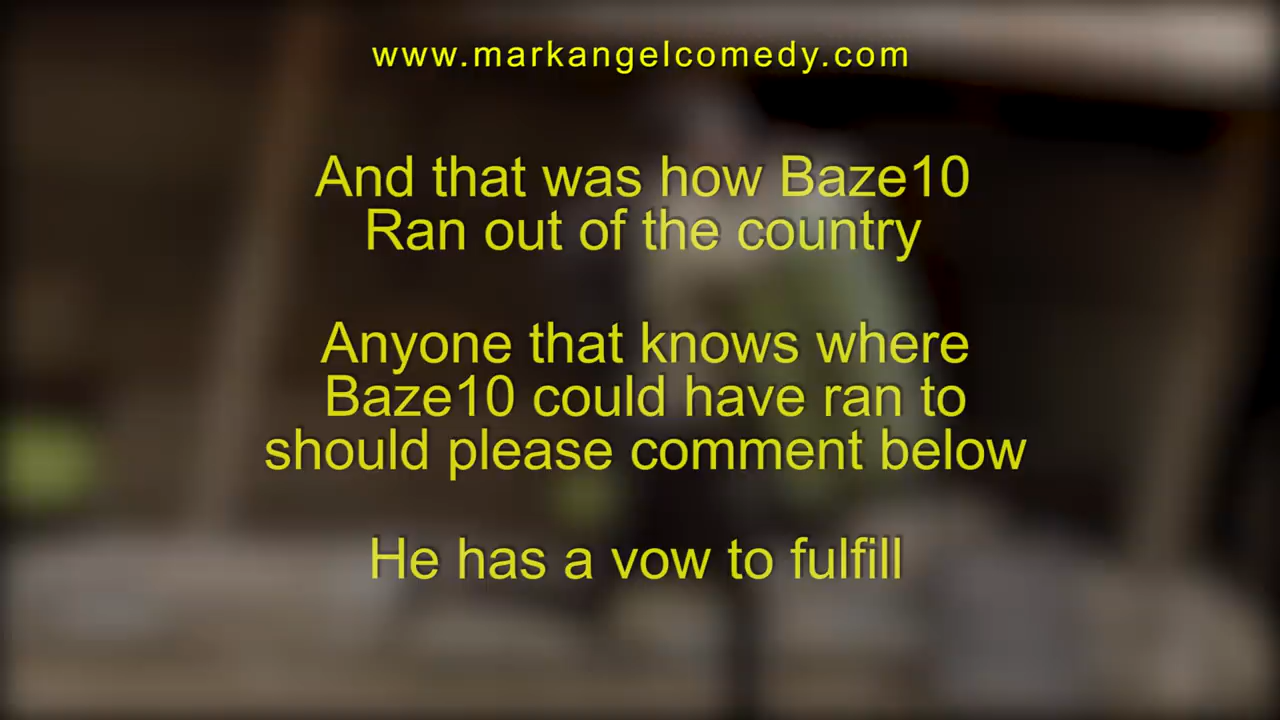 www.markangelcomedy.com
And that was how Baze10
Ran out of the country
Anyone that knows where
Baze10 could have ran to
should please comment below
He has a vow to fulfill